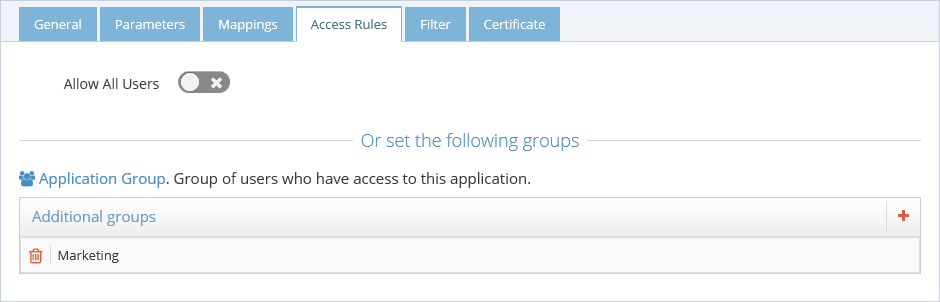 General Parameters Mappings Access Rules Filter Certificate
Allow All Users
Or set the following groups
Application Group. Group of users who have access to this application.
Additional groups
Marketing